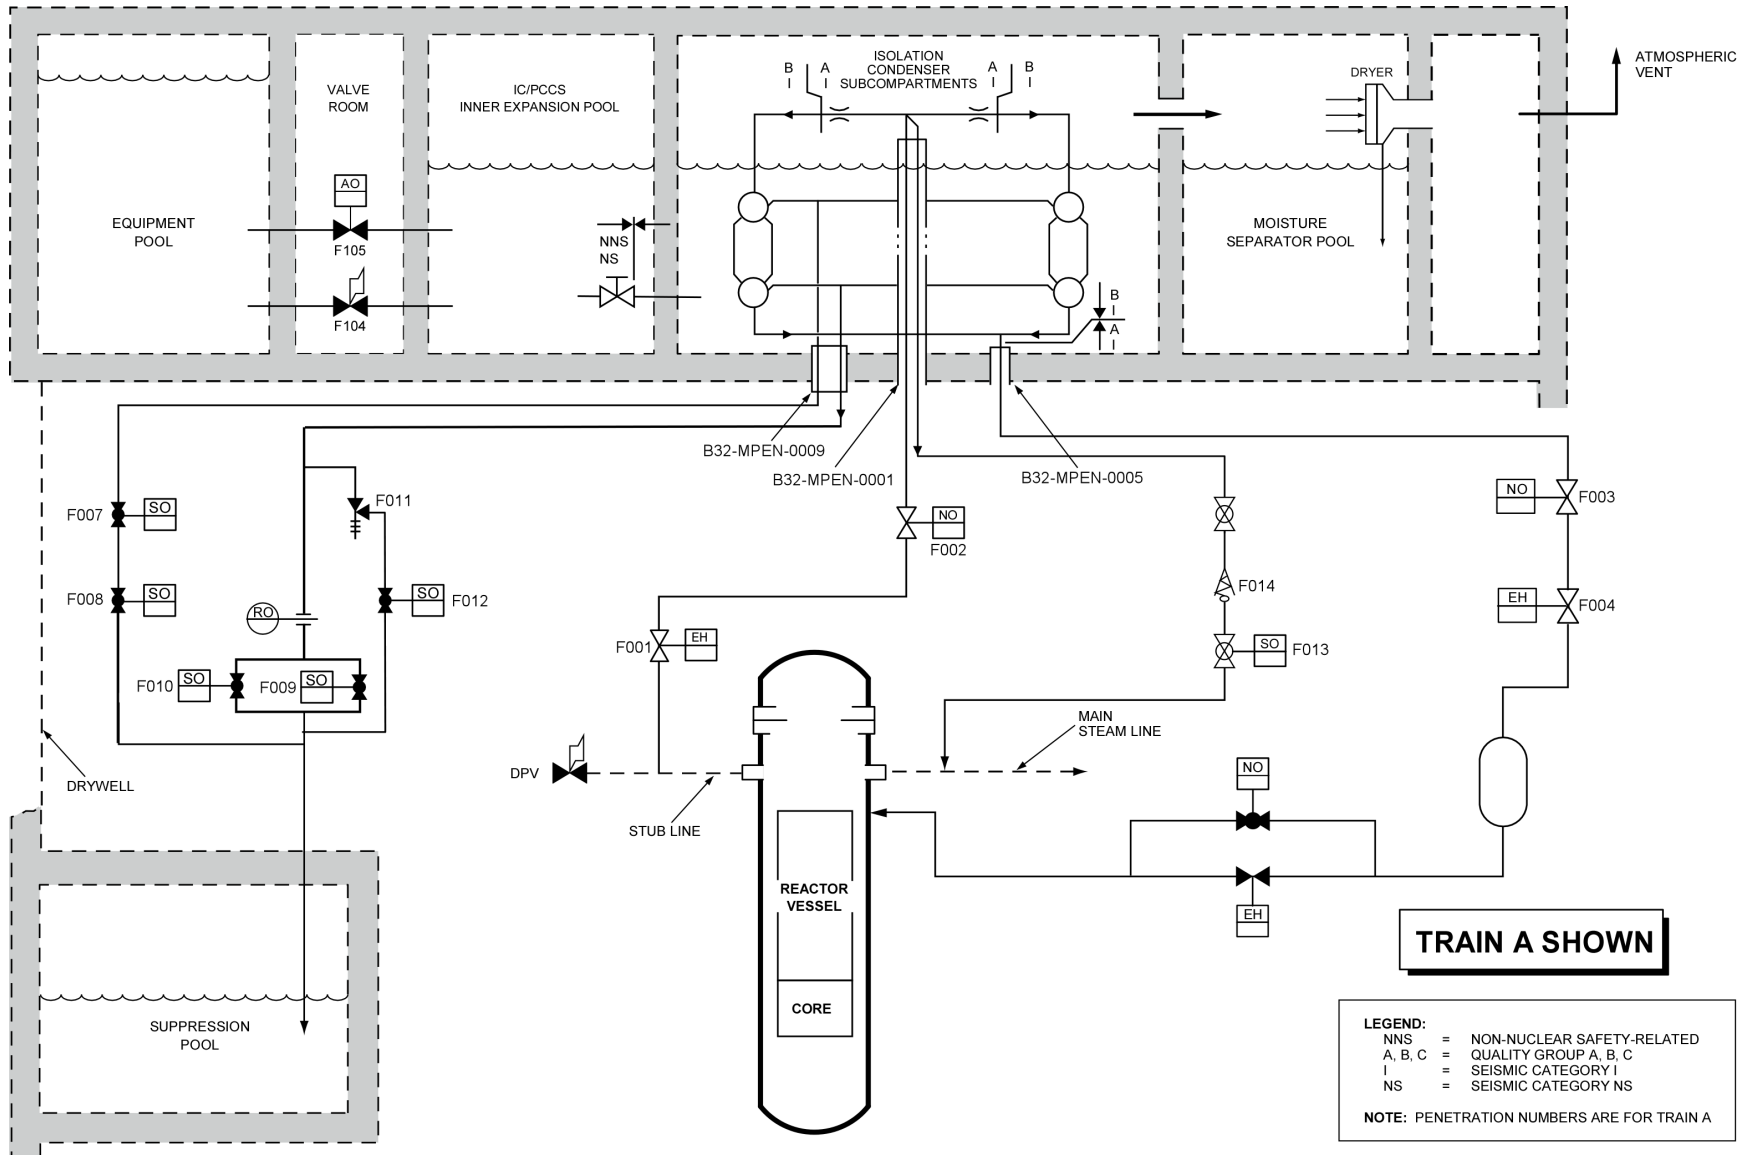 ATMOSPHERIC
VENT
ISOLATION
CONDENSER
SUBCOMPARTMENTS
B
I
A
I
A
I
B
I
DRYER
VALVE
ROOM
IC/PCCS
INNER EXPANSION POOL
AO
F105
F104
EQUIPMENT
POOL
NNS
NS
MOISTURE
SEPARATOR POOL
B
I
A
I
B32-MPEN-0009
B32-MPEN-0001
B32-MPEN-0005
F007
SO
F011
F008
SO
SO
F012
RO
F010
SO
F009
SO
NO
F002
F001
EH
F014
SO
F013
NO
F003
EH
F004
DRYWELL
DPV
STUB LINE
MAIN
STEAM LINE
NO
EH
REACTOR
VESSEL
CORE
SUPPRESSION
POOL
TRAIN A SHOWN
LEGEND:
NNS = NON-NUCLEAR SAFETY-RELATED
A, B, C = QUALITY GROUP A, B, C
I = SEISMIC CATEGORY I
NS = SEISMIC CATEGORY NS
NOTE: PENETRATION NUMBERS ARE FOR TRAIN A